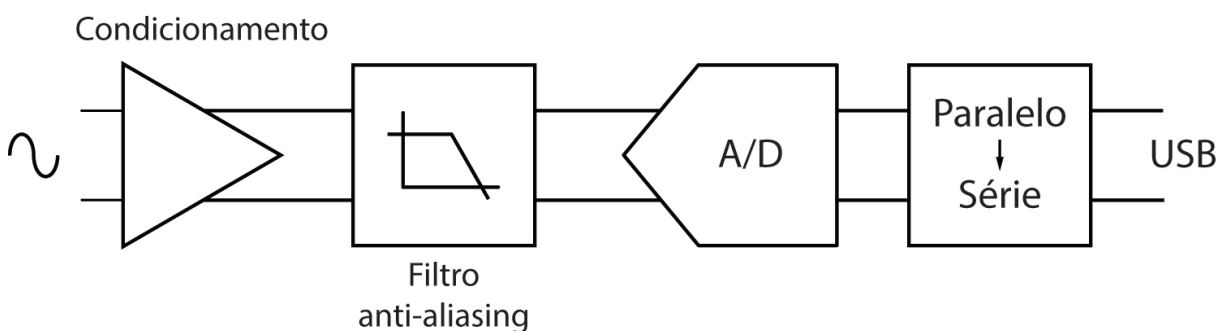 Condicionamento
Filtro
anti-aliasing
A/D
Paralelo
Série
USB